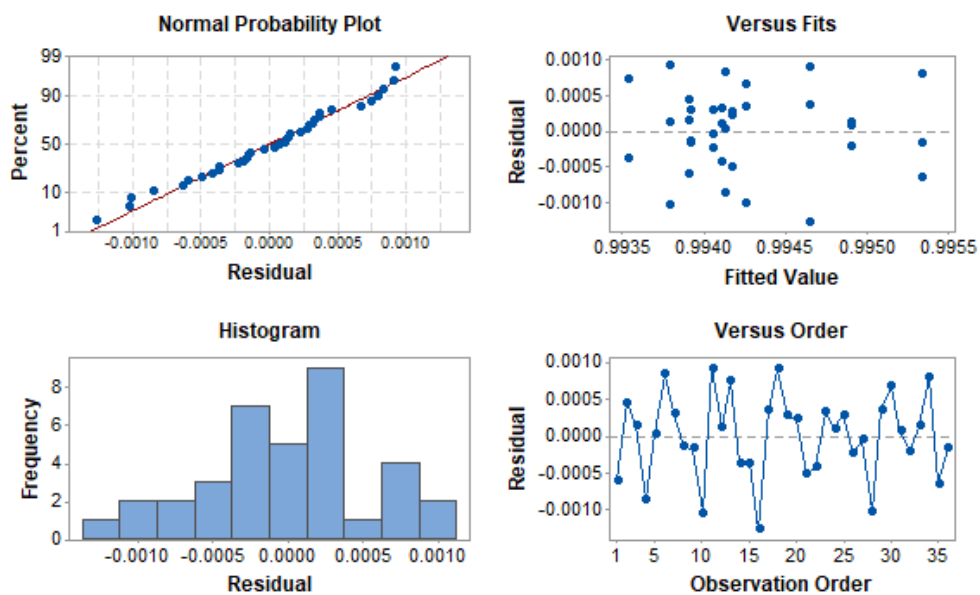 Normal Probability Plot
99
90
50
10
1
Percent
-0.0010 -0.0005 0.0000 0.0005 0.0010
Residual
Versus Fits
0.0010
0.0005
0.0000
-0.0005
-0.0010
Residual
0.9935 0.9940 0.9945 0.9950 0.9955
Fitted Value
Histogram
8
6
4
2
0
Frequency
-0.0010 -0.0005 0.0000 0.0005 0.0010
Residual
Versus Order
0.0010
0.0005
0.0000
-0.0005
-0.0010
Residual
1 5 10 15 20 25 30 35
Observation Order